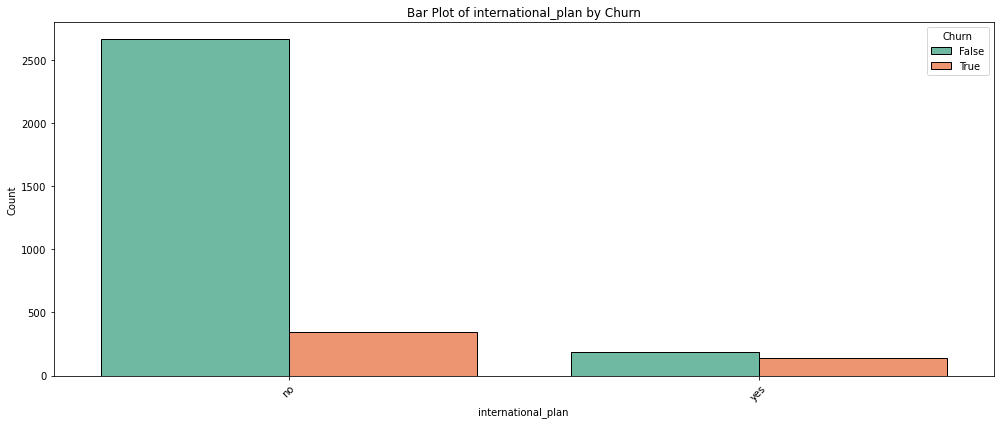 Bar Plot of international_plan by Churn
Churn
False
True
2500
2000
1500
1000
500
0
Count
no
yes
international_plan